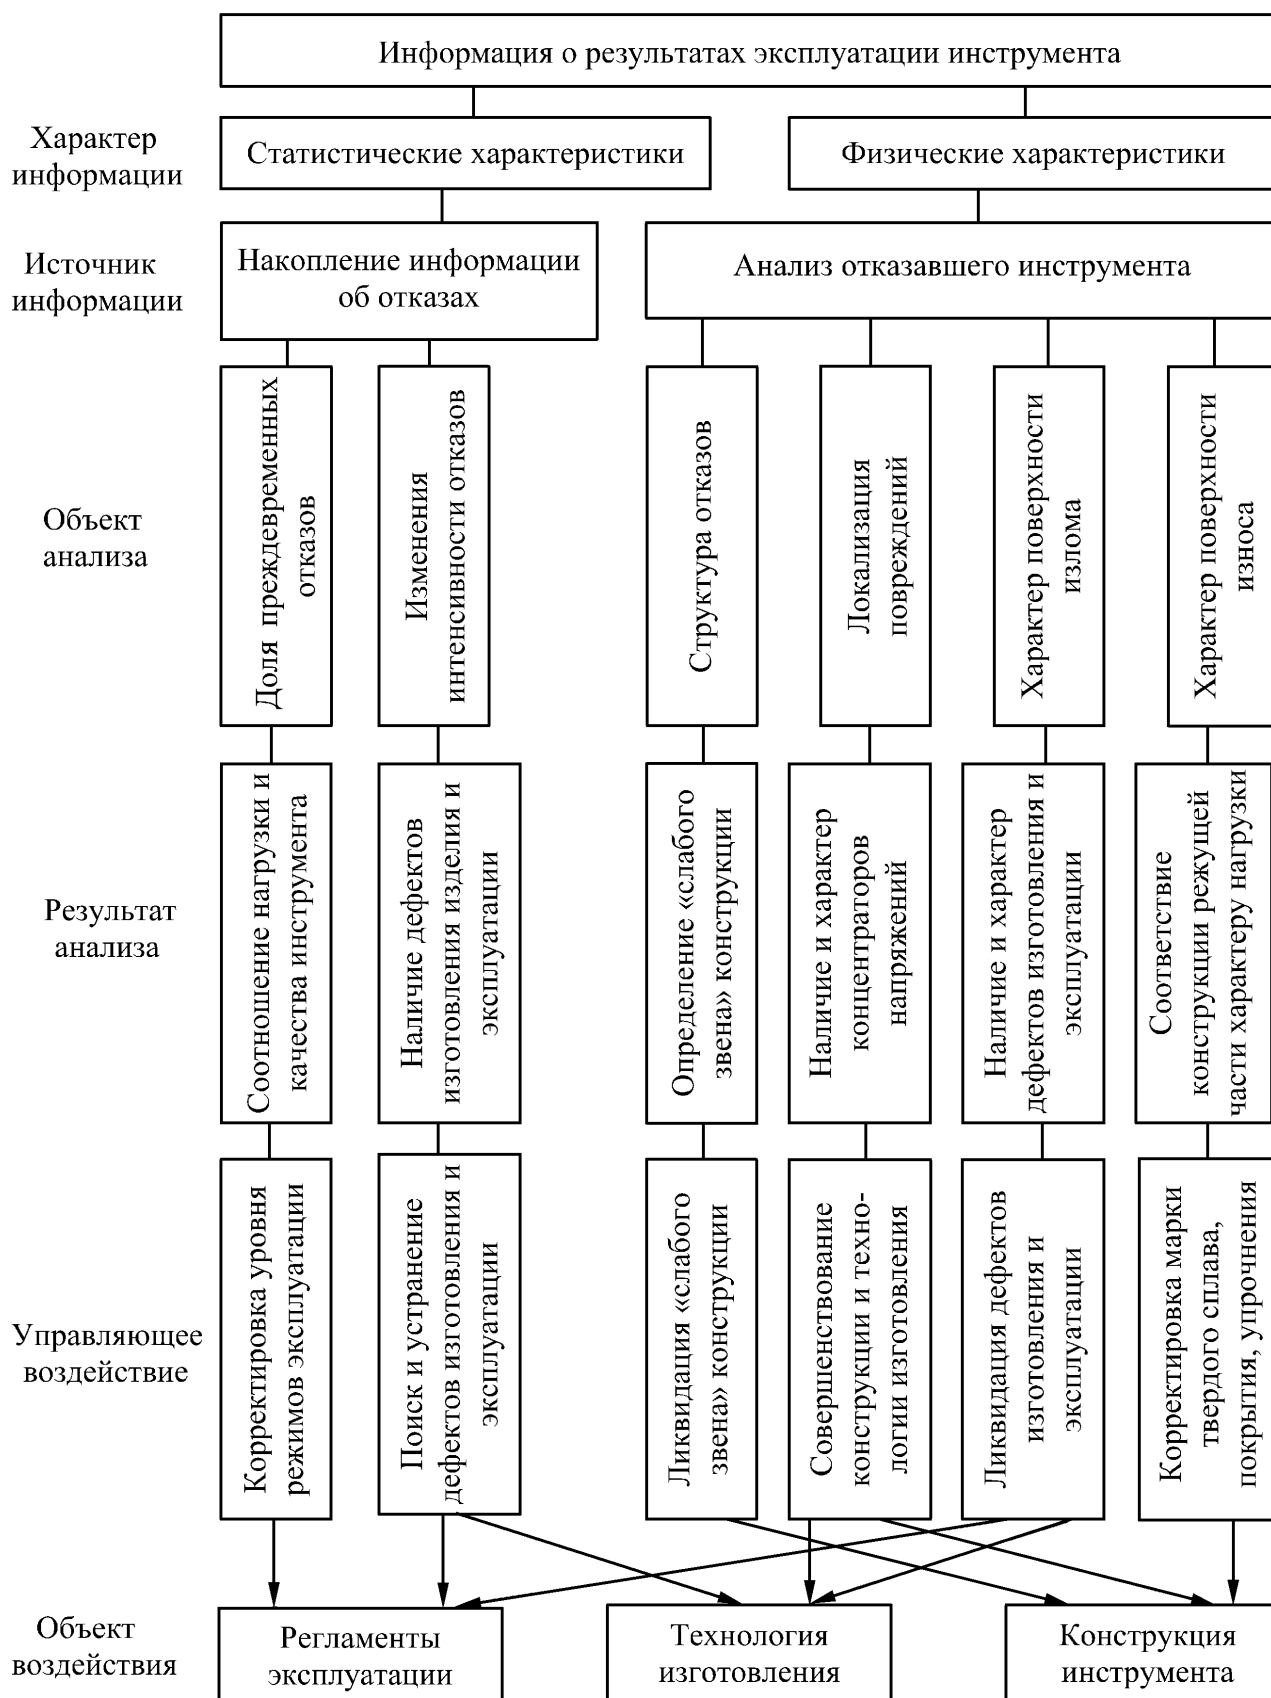 Информация о результатах эксплуатации инструмента
Характер
информации
Статистические характеристики
Физические характеристики
Источник
информации
Накопление информации
об отказах
Анализ отказавшего инструмента
Объект
анализа
Доля преждевременных
отказов
Изменения
интенсивности отказов
Структура отказов
Локализация
повреждений
Характер поверхности
излома
Характер поверхности
износа
Результат
анализа
Соотношение нагрузки и
качества инструмента
Наличие дефектов
изготовления изделия и
эксплуатации
Определение «слабого
звена» конструкции
Наличие и характер
концентраторов
напряжений
Наличие и характер
дефектов изготовления и
эксплуатации
Соответствие
конструкции режущей
части характеру нагрузки
Управляющее
воздействие
Корректировка уровня
режимов эксплуатации
Поиск и устранение
дефектов изготовления и
эксплуатации
Ликвидация «слабого
звена» конструкции
Совершенствование
конструкции и техно-
логии изготовления
Ликвидация дефектов
изготовления и
эксплуатации
Корректировка марки
твердого сплава,
покрытия, упрочнения
Объект
воздействия
Регламенты
эксплуатации
Технология
изготовления
Конструкция
инструмента